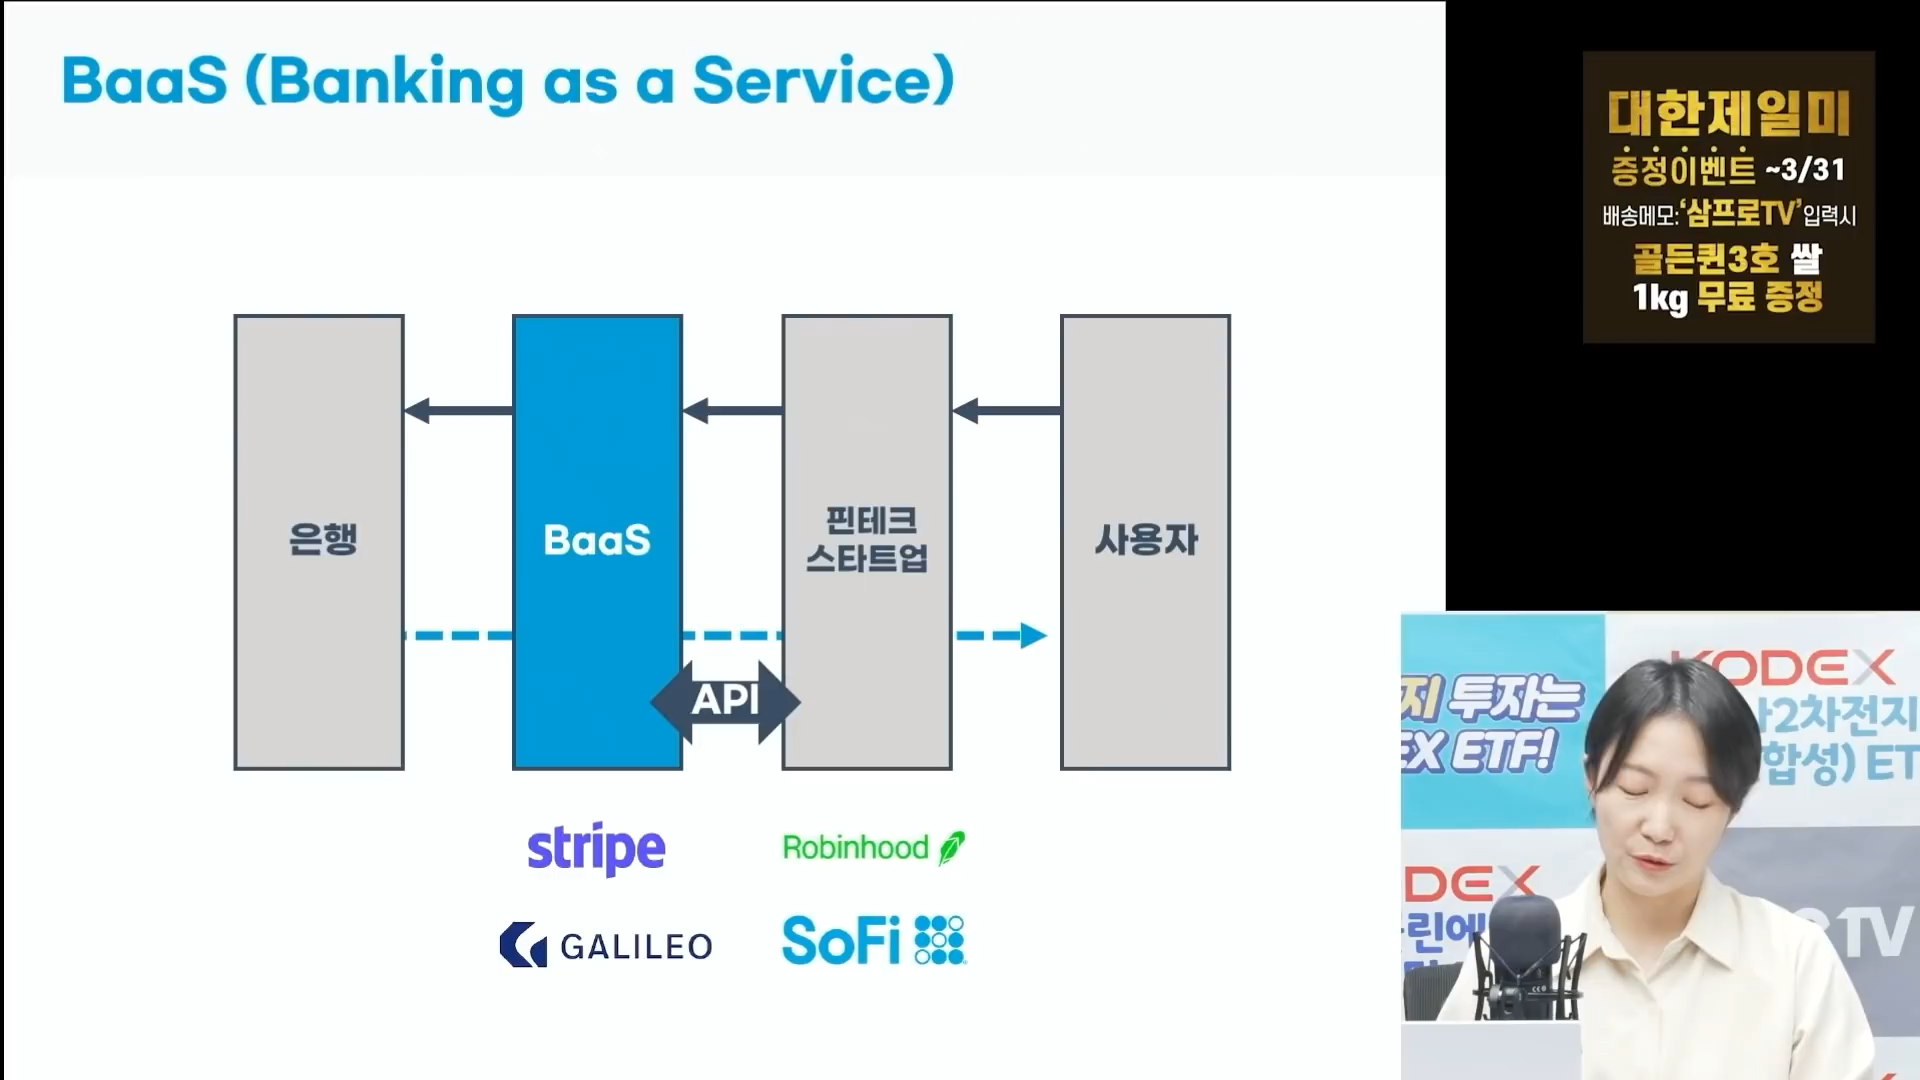 BaaS (Banking as a Service)
은행
BaaS
핀테크
스타트업
사용자
API
stripe
GALILEO
Robinhood
SoFi
대한제일미
증정이벤트 ~3/31
배송메모:‘삼프로TV’입력시
골든퀸3호 쌀
1kg 무료 증정
지 투자는
EX ETF!
KODEX
2차전지
합성) ET
DEX
린에
TV